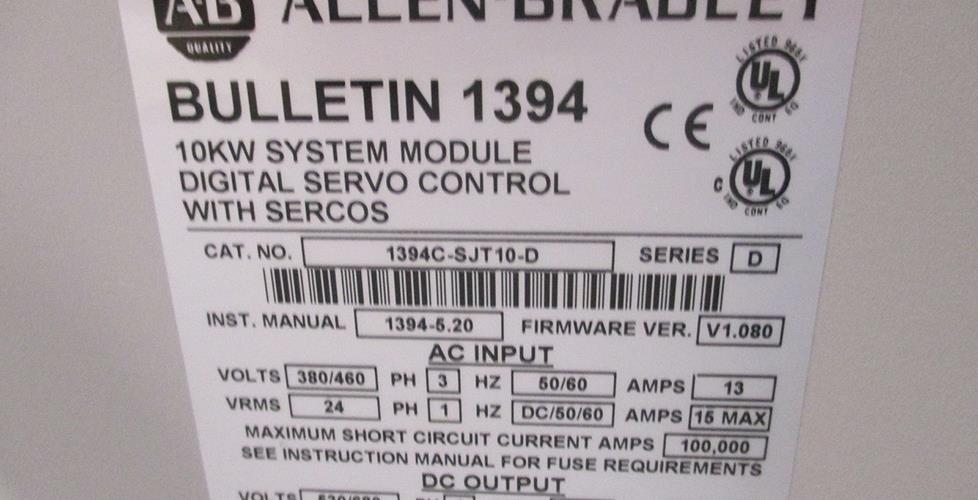 A·B ALLEN-BRADLEY
QUALITY
BULLETIN 1394
10KW SYSTEM MODULE
DIGITAL SERVO CONTROL
WITH SERCOS
CE
LISTED 966X
UL
IND CONT EQ
LISTED 966X
C UL
IND CONT EQ
CAT. NO. 1394C-SJT10-D SERIES D
INST. MANUAL 1394-5.20 FIRMWARE VER. V1.080
AC INPUT
VOLTS 380/460 PH 3 HZ 50/60 AMPS 13
VRMS 24 PH 1 HZ DC/50/60 AMPS 15 MAX
MAXIMUM SHORT CIRCUIT CURRENT AMPS 100,000
SEE INSTRUCTION MANUAL FOR FUSE REQUIREMENTS
DC OUTPUT
VOLTS